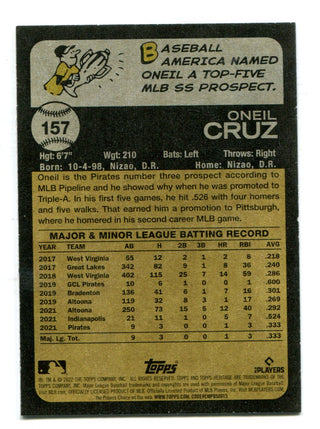 BASEBALL
AMERICA NAMED
ONEIL A TOP-FIVE
MLB SS PROSPECT.
157
ONEIL
CRUZ
Hgt: 6'7" Wgt: 210 Bats: Left Throws: Right
Born: 10-4-98, Nizao, D.R. Home: Nizao, D.R.
Oneil is the Pirates number three prospect according to
MLB Pipeline and he showed why when he was promoted to
Triple-A. In his first five games, he hit .526 with four homers
and five walks. That earned him a promotion to Pittsburgh,
where he homered in his second career MLB game.
MAJOR & MINOR LEAGUE BATTING RECORD
YEAR TEAM AB H 2B 3B HR RBI AVG
2017 West Virginia 55 12 2 1 2 8 .218
2017 Great Lakes 342 82 9 1 8 36 .240
2018 West Virginia 402 115 25 7 14 59 .286
2019 GCL Pirates 10 6 1 0 0 1 .600
2019 Bradenton 136 41 6 1 7 16 .301
2019 Altoona 119 32 8 3 1 17 .269
2021 Altoona 250 73 15 5 12 40 .292
2021 Indianapolis 21 11 1 0 5 7 .524
2021 Pirates 9 3 0 0 1 3 .333
Maj. Lg. Tot. 9 3 0 0 1 3 .333
topps
PLAYERS